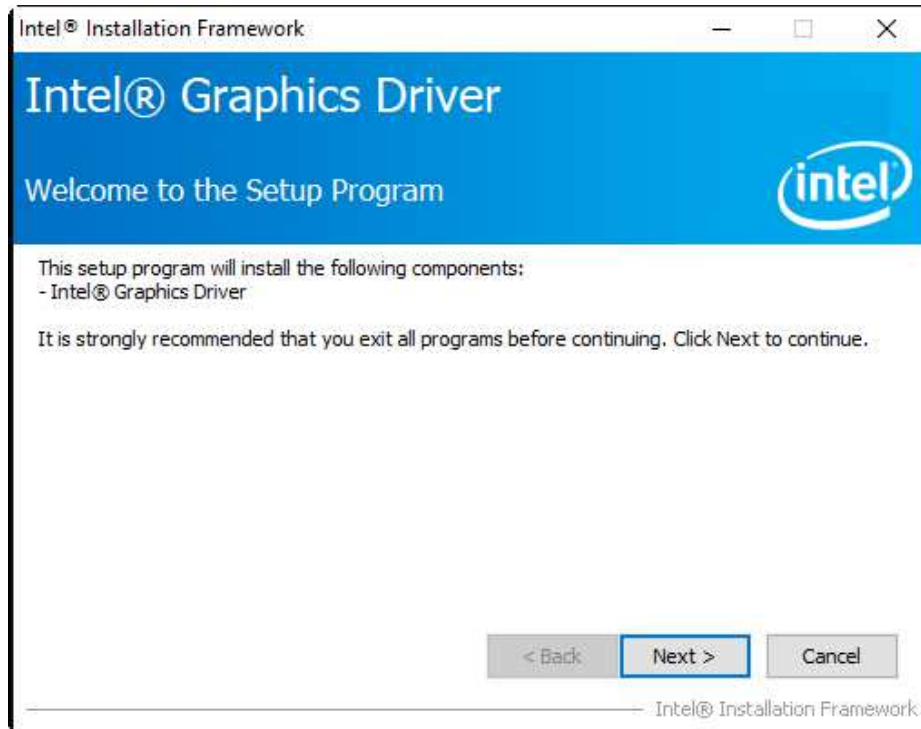 Intel® Installation Framework
Intel® Graphics Driver
Welcome to the Setup Program
intel
This setup program will install the following components:
- Intel® Graphics Driver
It is strongly recommended that you exit all programs before continuing. Click Next to continue.
< Back Next > Cancel
Intel® Installation Framework